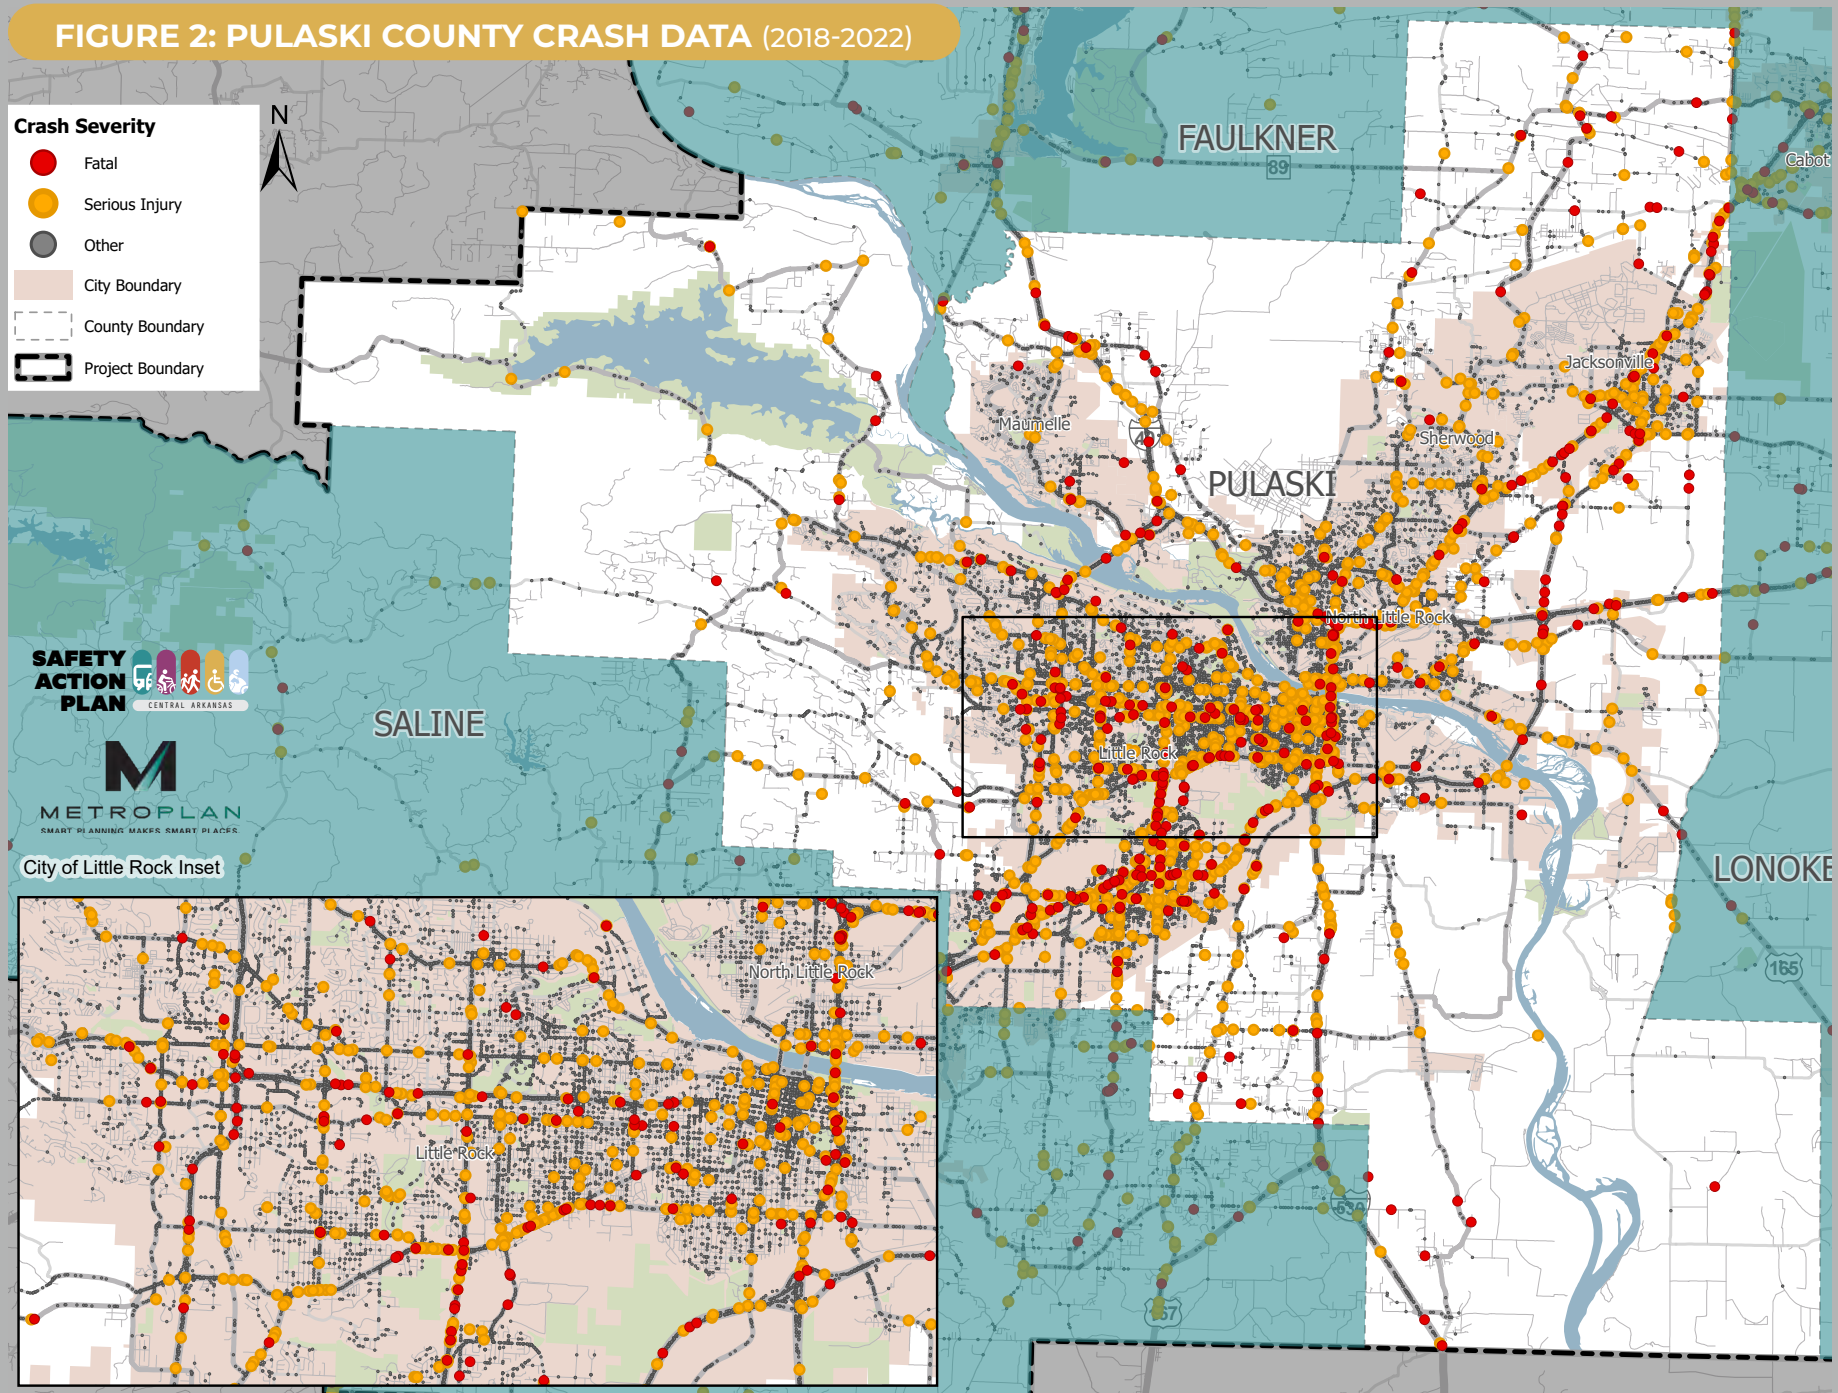 FIGURE 2: PULASKI COUNTY CRASH DATA (2018-2022)
N
Crash Severity
Fatal
Serious Injury
Other
City Boundary
County Boundary
Project Boundary
FAULKNER
89
Cabot
Jacksonville
Maumelle
Sherwood
40
PULASKI
North Little Rock
SAFETY
ACTION
PLAN
CENTRAL ARKANSAS
SALINE
METROPLAN
SMART PLANNING MAKES SMART PLACES.
Little Rock
City of Little Rock Inset
LONOKE
165
North Little Rock
Little Rock
530